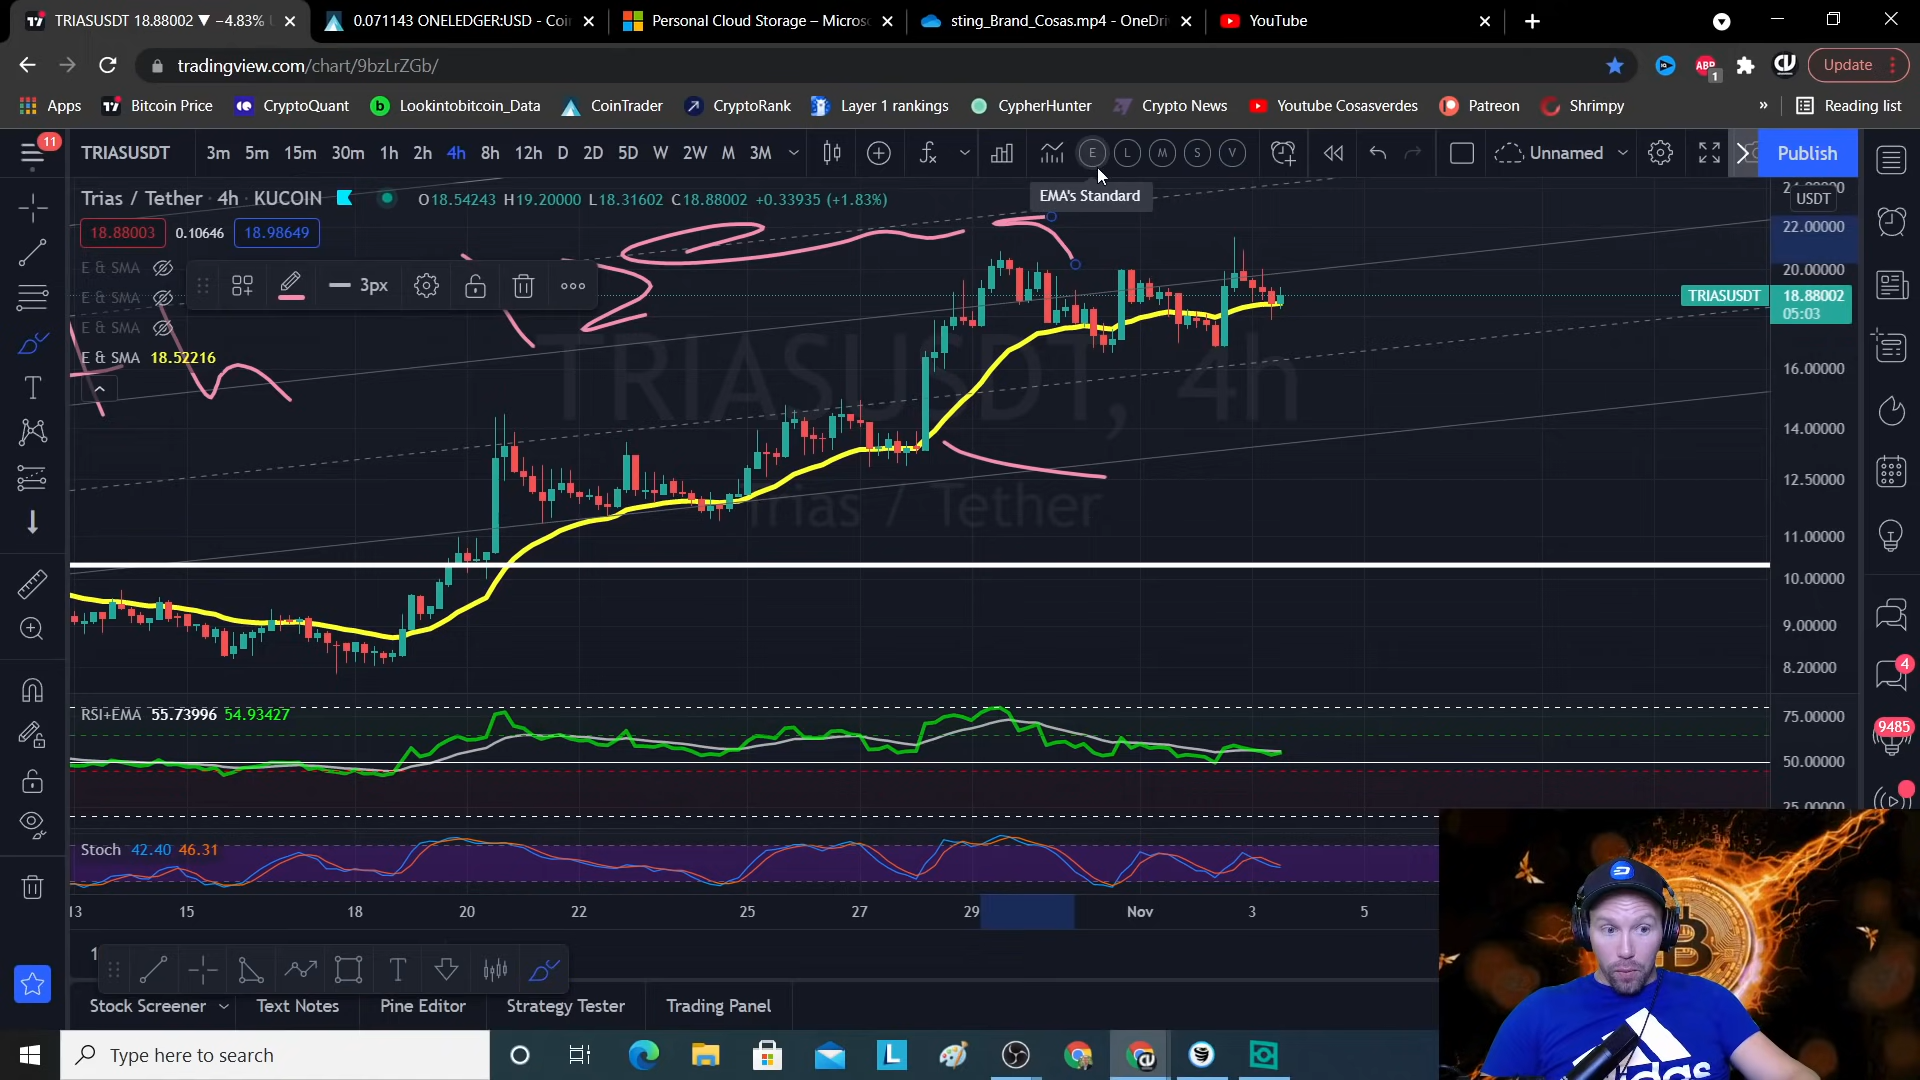 TRIASUSDT 18.88002 ▼ −4.83% U
0.071143 ONELEDGER:USD - Coi
Personal Cloud Storage – Micros
sting_Brand_Cosas.mp4 - OneDri
YouTube
tradingview.com/chart/9bzLrZGb/
ABP 1
Update
Apps
Bitcoin Price
CryptoQuant
Lookintobitcoin_Data
CoinTrader
CryptoRank
Layer 1 rankings
CypherHunter
Crypto News
Youtube Cosasverdes
Patreon
Shrimpy
»
Reading list
11
TRIASUSDT 3m 5m 15m 30m 1h 2h 4h 8h 12h D 2D 5D W 2W M 3M
E L M S V
Unnamed
Publish
EMA's Standard
Trias / Tether · 4h · KUCOIN
O18.54243 H19.20000 L18.31602 C18.88002 +0.33935 (+1.83%)
18.88003 0.10646 18.98649
E & SMA
E & SMA
E & SMA
E & SMA 18.52216
3px
TRIASUSDT, 4h
Trias / Tether
USDT
22.00000
20.00000
TRIASUSDT 18.88002
05:03
16.00000
14.00000
12.50000
11.00000
10.00000
9.00000
8.20000
RSI+EMA 55.73996 54.93427
75.00000
50.00000
25.00000
Stoch 42.40 46.31
13 15 18 20 22 25 27 29 Nov 3 5
4
9485
Stock Screener
Text Notes
Pine Editor
Strategy Tester
Trading Panel
Type here to search
adidas